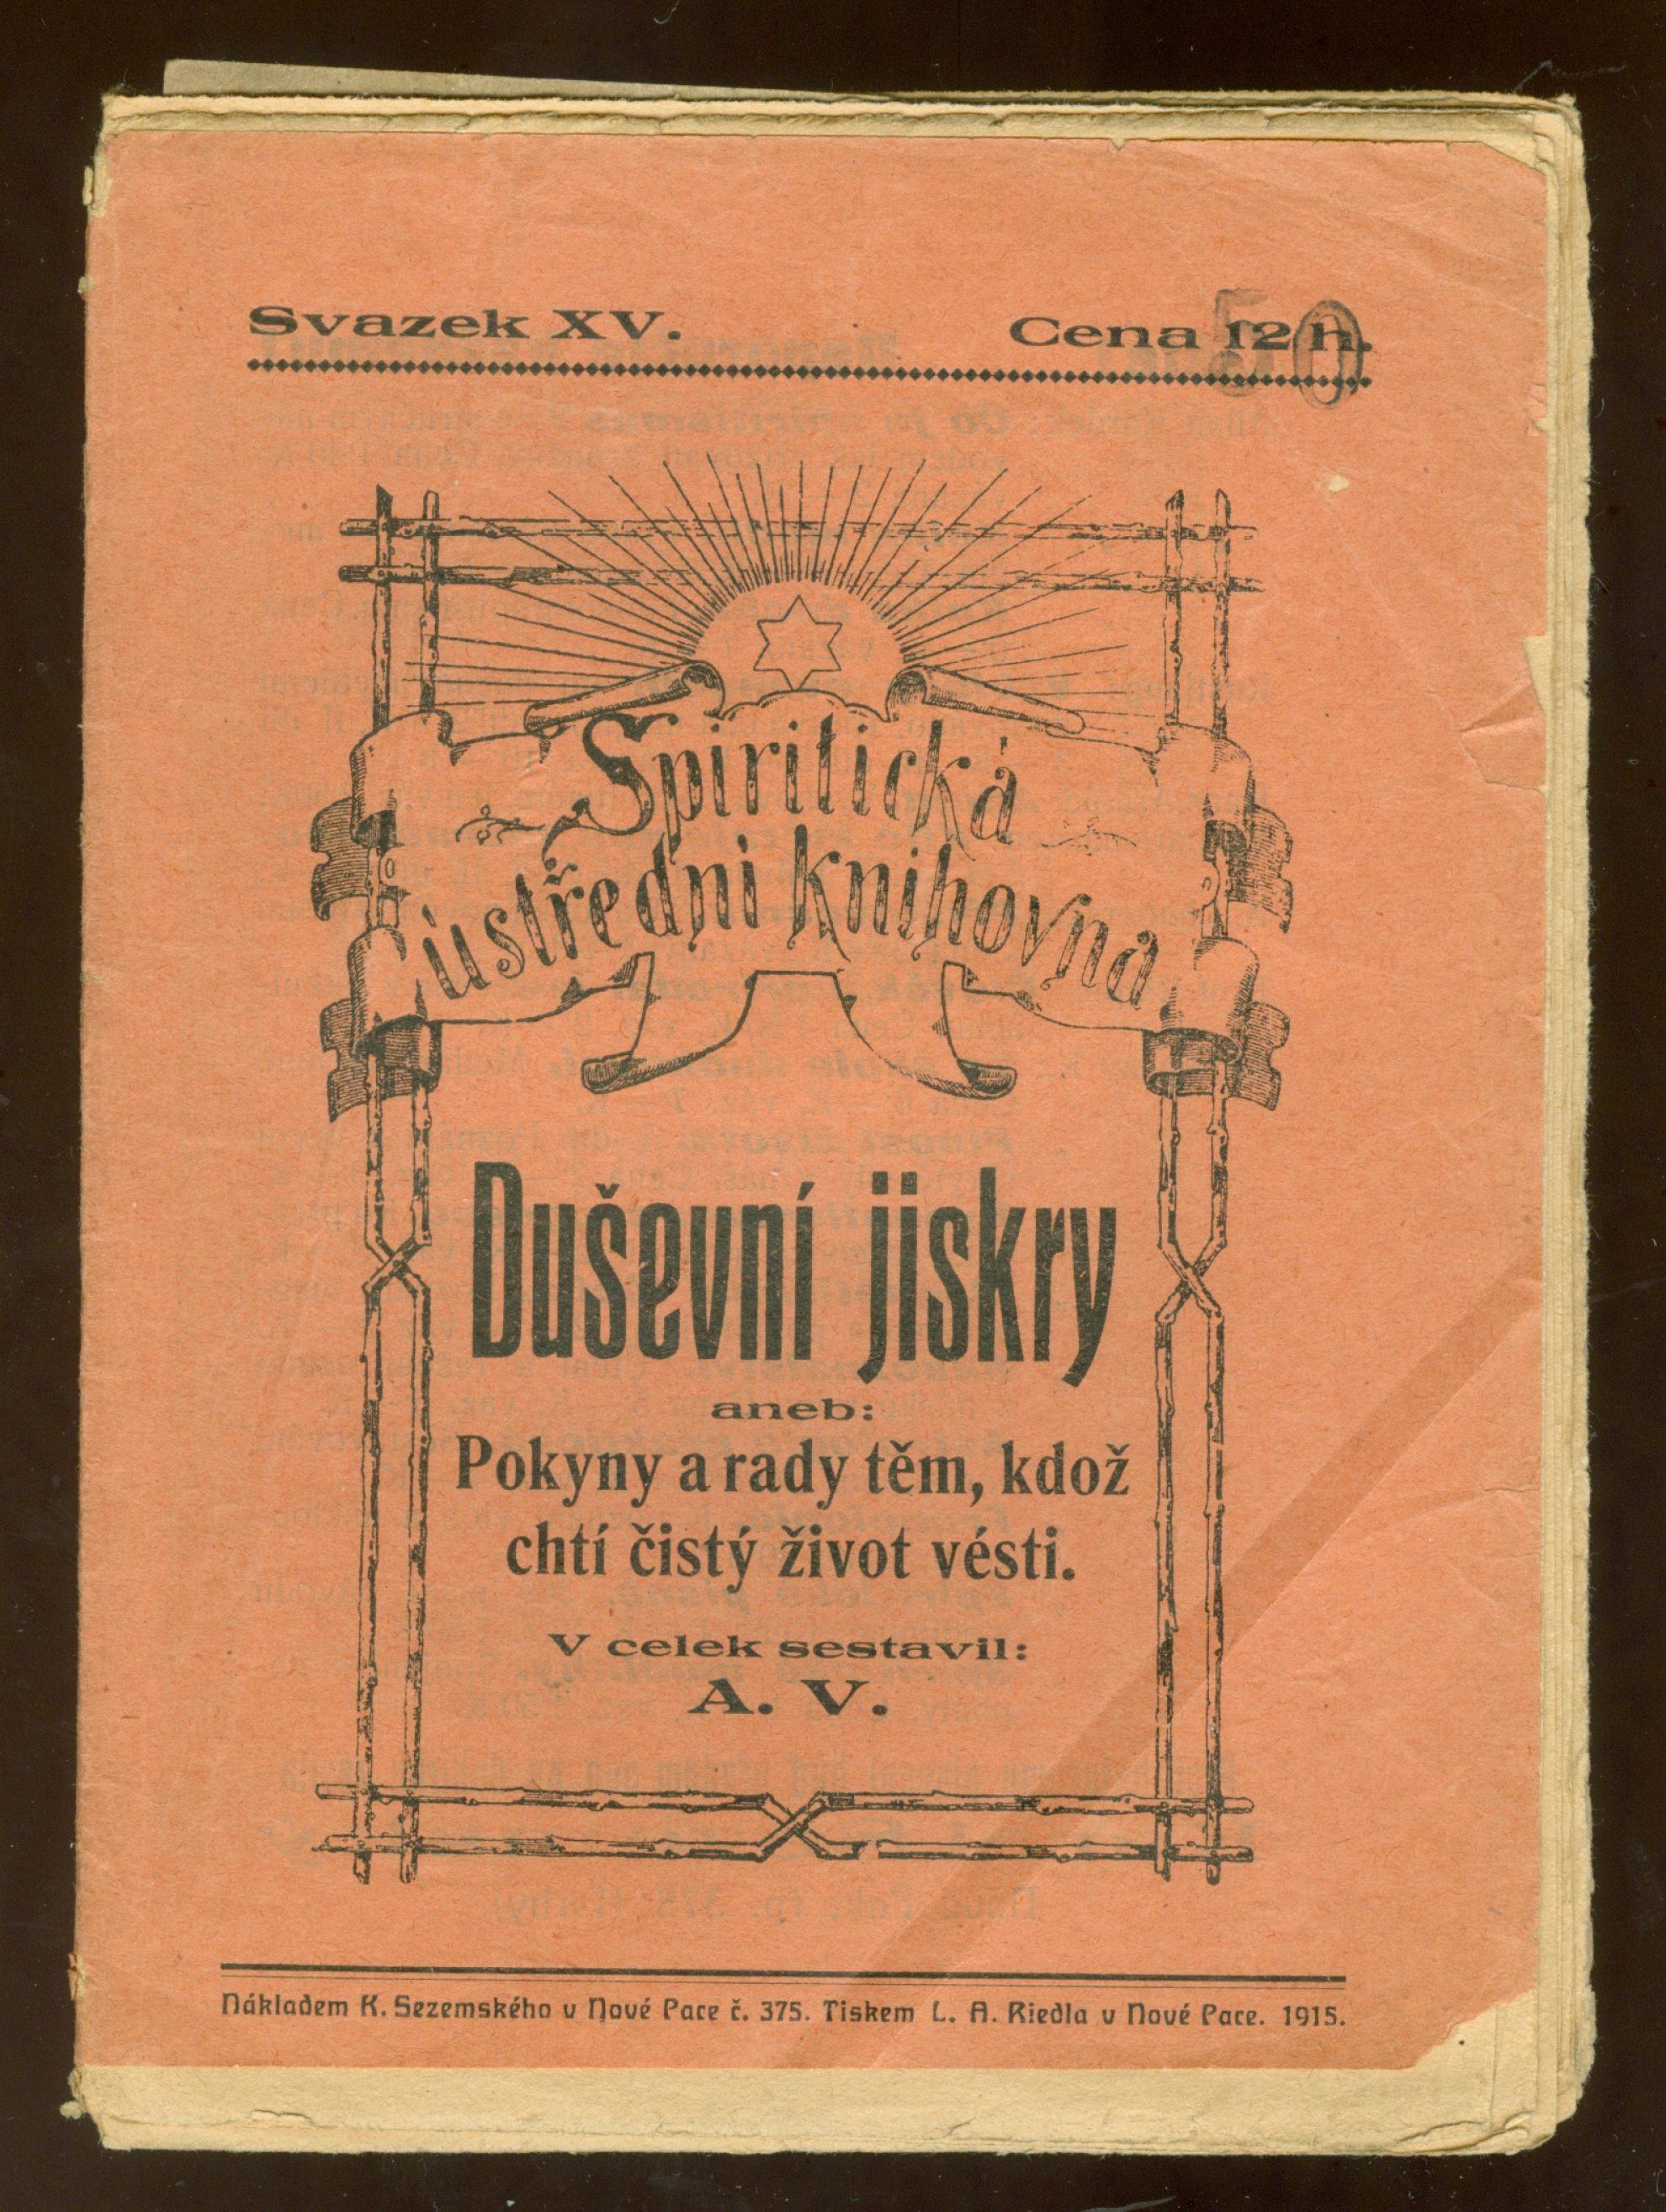 Svazek XV. Cena 12 h.
50
Spiritická
ústřední knihovna
Duševní jiskry
aneb:
Pokyny a rady těm, kdož
chtí čistý život vésti.
V celek sestavil:
A. V.
Nákladem K. Sezemského v Nové Pace č. 375. Tiskem L. A. Riedla v Nové Pace. 1915.